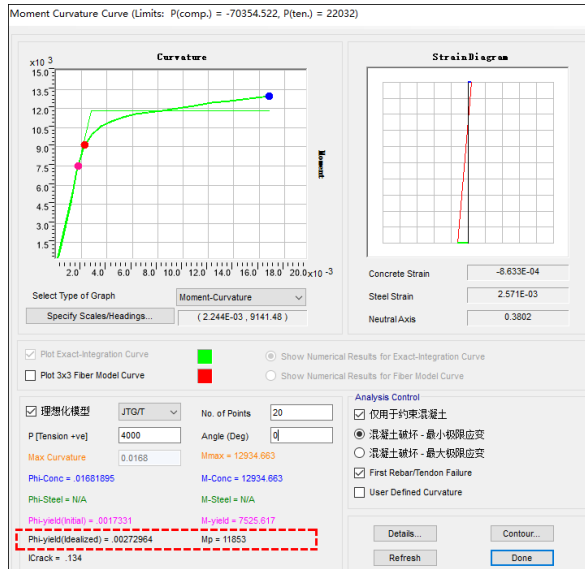 Moment Curvature Curve (Limits: P(comp.) = -70354.522, P(ten.) = 22032)
Curvature
x10 3
15.0
13.5
12.0
10.5
9.0
7.5
6.0
4.5
3.0
1.5
Moment
2.0 4.0 6.0 8.0 10.0 12.0 14.0 16.0 18.0 20.0 x10 -3
Select Type of Graph
Moment-Curvature
Specify Scales/Headings...
( 2.244E-03 , 9141.48 )
StrainDiagram
Concrete Strain
-8.633E-04
Steel Strain
2.571E-03
Neutral Axis
0.3802
Plot Exact-Integration Curve
Show Numerical Results for Exact-Integration Curve
Plot 3x3 Fiber Model Curve
Show Numerical Results for Fiber Model Curve
理想化模型
JTG/T
No. of Points
20
P [Tension +ve]
4000
Angle (Deg)
0
Max Curvature
0.0168
Mmax = 12934.663
Phi-Conc = .01681895
M-Conc = 12934.663
Phi-Steel = N/A
M-Steel = N/A
Phi-yield(Initial) = .0017331
M-yield = 7525.617
Phi-yield(Idealized) = .00272964
Mp = 11853
ICrack = .134
Analysis Control
仅用于约束混凝土
混凝土破坏 - 最小极限应变
混凝土破坏 - 最大极限应变
First Rebar/Tendon Failure
User Defined Curvature
Details...
Contour...
Refresh
Done